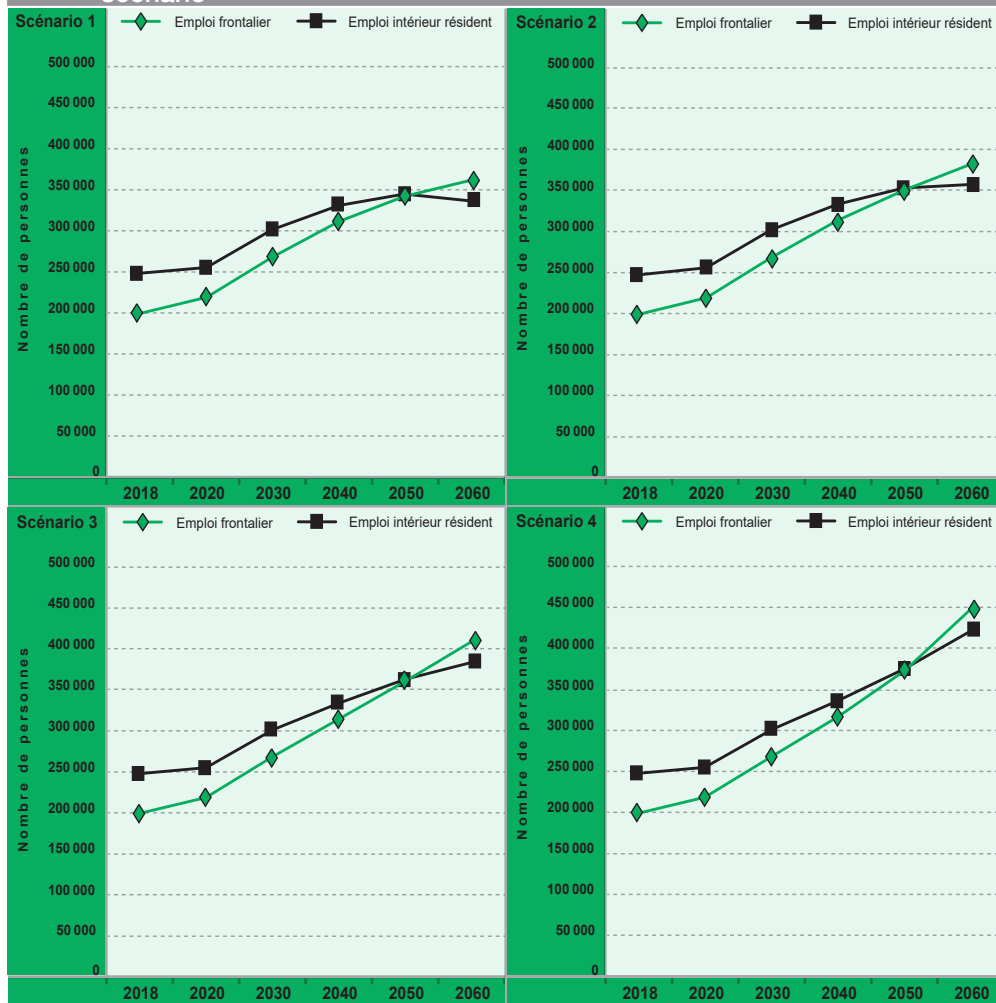 scénario
Scénario 1
Emploi frontalier
Emploi intérieur résident
Nombre de personnes
500 000
450 000
400 000
350 000
300 000
250 000
200 000
150 000
100 000
50 000
0
2018 2020 2030 2040 2050 2060
Scénario 2
Emploi frontalier
Emploi intérieur résident
Nombre de personnes
500 000
450 000
400 000
350 000
300 000
250 000
200 000
150 000
100 000
50 000
0
2018 2020 2030 2040 2050 2060
Scénario 3
Emploi frontalier
Emploi intérieur résident
Nombre de personnes
500 000
450 000
400 000
350 000
300 000
250 000
200 000
150 000
100 000
50 000
0
2018 2020 2030 2040 2050 2060
Scénario 4
Emploi frontalier
Emploi intérieur résident
Nombre de personnes
500 000
450 000
400 000
350 000
300 000
250 000
200 000
150 000
100 000
50 000
0
2018 2020 2030 2040 2050 2060